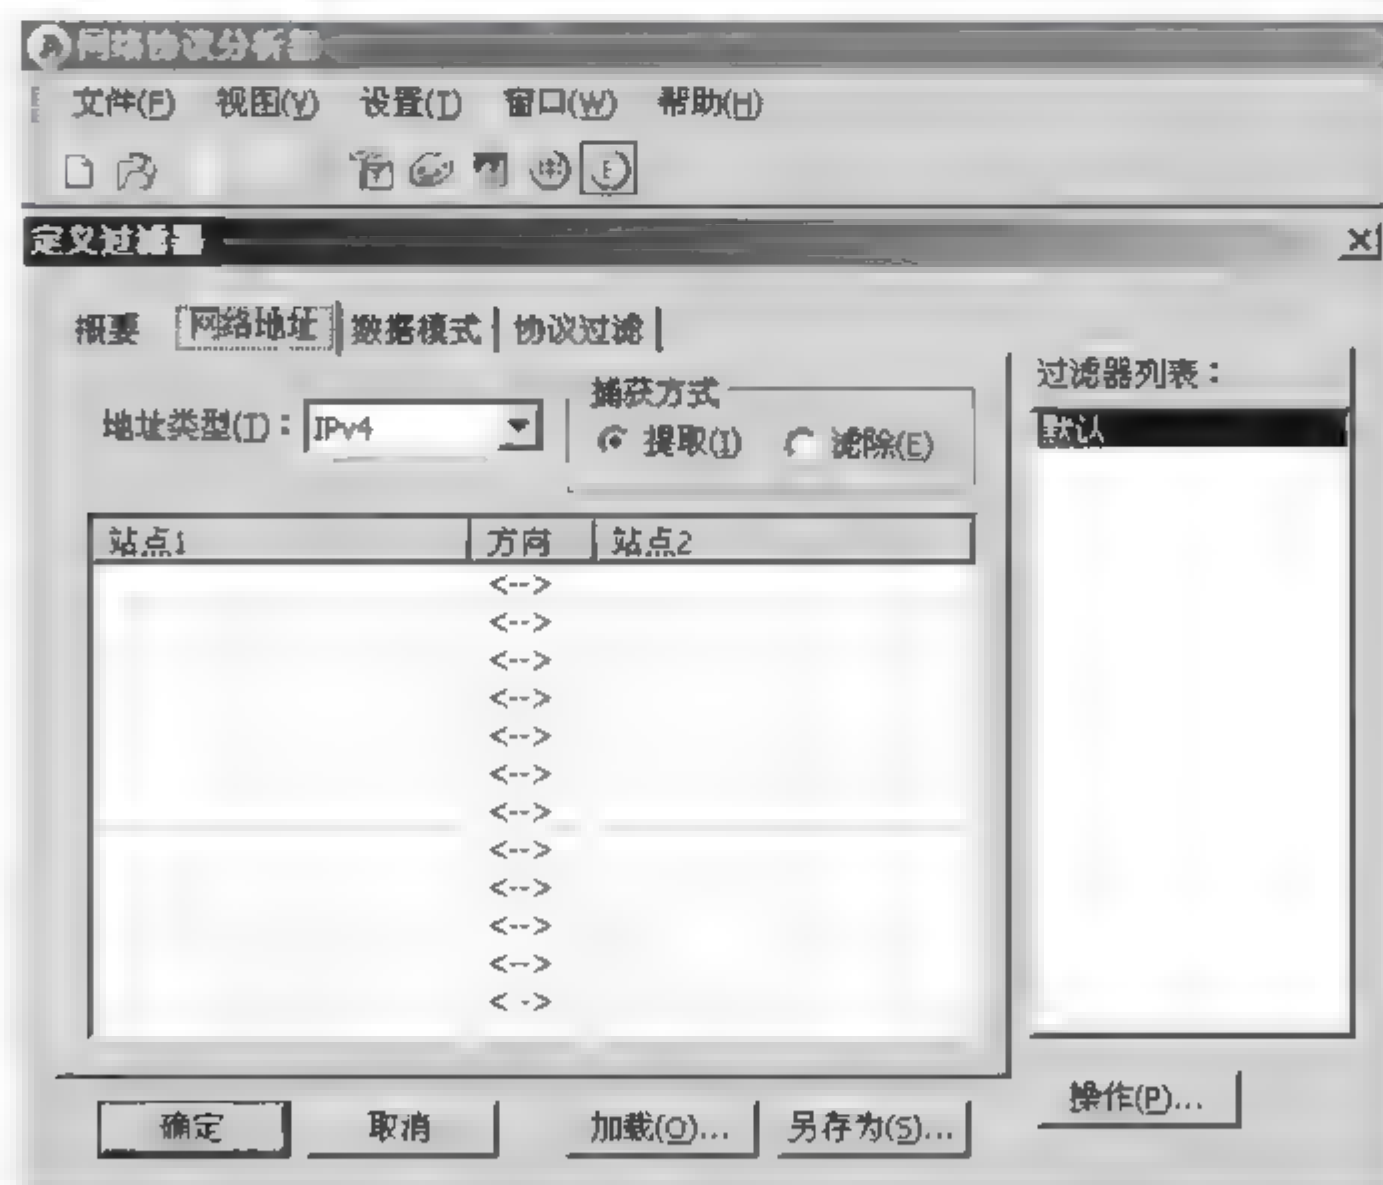 网络协议分析器
文件(F) 视图(V) 设置(T) 窗口(W) 帮助(H)
定义过滤器
概要 网络地址 数据模式 协议过滤
地址类型(T)：IPv4
捕获方式
提取(I) 滤除(E)
过滤器列表：
默认
站点1 方向 站点2
<-->
<-->
<-->
<-->
<-->
<-->
<-->
<-->
<-->
<-->
<-->
<-->
确定 取消 加载(O)... 另存为(S)... 操作(P)...